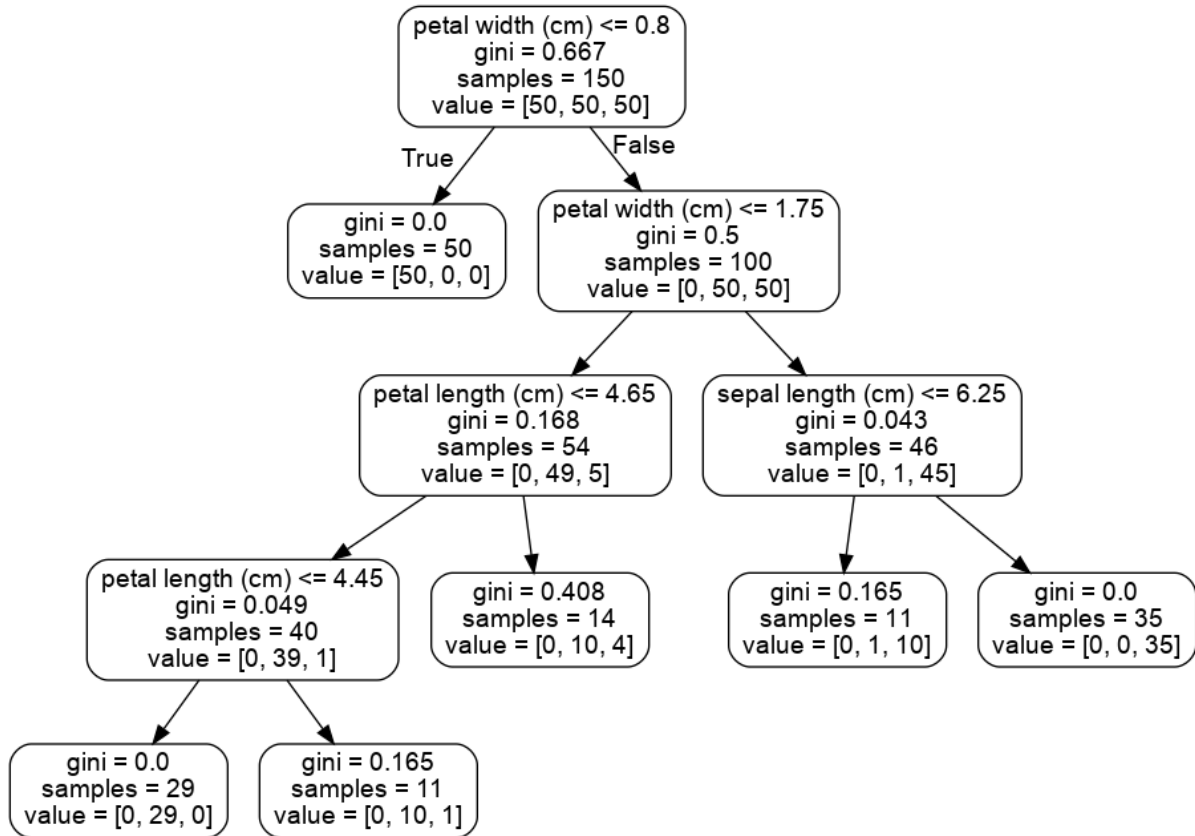 petal width (cm) <= 0.8
gini = 0.667
samples = 150
value = [50, 50, 50]
True
False
gini = 0.0
samples = 50
value = [50, 0, 0]
petal width (cm) <= 1.75
gini = 0.5
samples = 100
value = [0, 50, 50]
petal length (cm) <= 4.65
gini = 0.168
samples = 54
value = [0, 49, 5]
sepal length (cm) <= 6.25
gini = 0.043
samples = 46
value = [0, 1, 45]
petal length (cm) <= 4.45
gini = 0.049
samples = 40
value = [0, 39, 1]
gini = 0.408
samples = 14
value = [0, 10, 4]
gini = 0.165
samples = 11
value = [0, 1, 10]
gini = 0.0
samples = 35
value = [0, 0, 35]
gini = 0.0
samples = 29
value = [0, 29, 0]
gini = 0.165
samples = 11
value = [0, 10, 1]